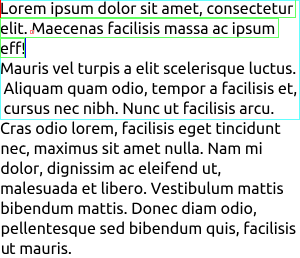 Lorem ipsum dolor sit amet, consectetur
elit. Maecenas facilisis massa ac ipsum
eff!
Mauris vel turpis a elit scelerisque luctus.
Aliquam quam odio, tempor a facilisis et,
cursus nec nibh. Nunc ut facilisis arcu.
Cras odio lorem, facilisis eget tincidunt
nec, maximus sit amet nulla. Nam mi
dolor, dignissim ac eleifend ut,
malesuada et libero. Vestibulum mattis
bibendum mattis. Donec diam odio,
pellentesque sed bibendum quis, facilisis
ut mauris.